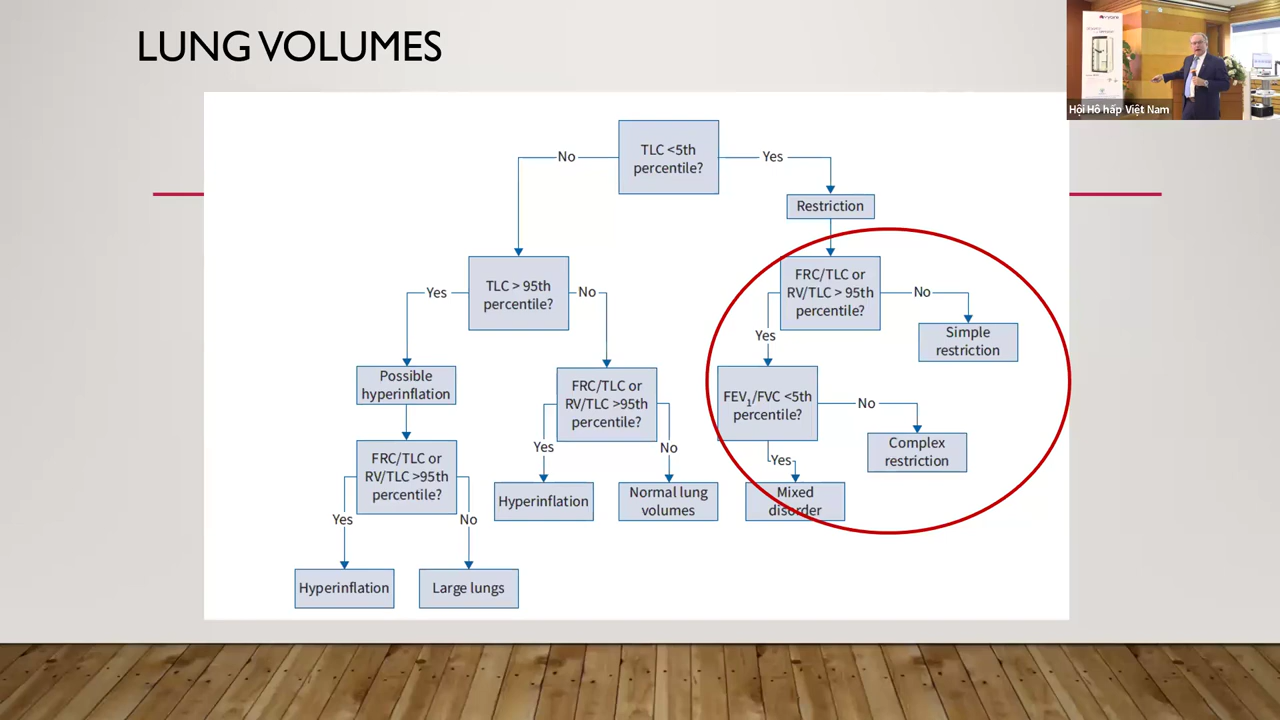 LUNG VOLUMES
Hội Hô hấp Việt Nam
TLC <5th
percentile?
No
Yes
Restriction
TLC > 95th
percentile?
Yes
No
FRC/TLC or
RV/TLC > 95th
percentile?
No
Yes
Simple
restriction
Possible
hyperinflation
FRC/TLC or
RV/TLC >95th
percentile?
Yes
No
FEV1/FVC <5th
percentile?
No
Yes
Complex
restriction
FRC/TLC or
RV/TLC >95th
percentile?
Yes
No
Hyperinflation
Normal lung
volumes
Mixed
disorder
Hyperinflation
Large lungs